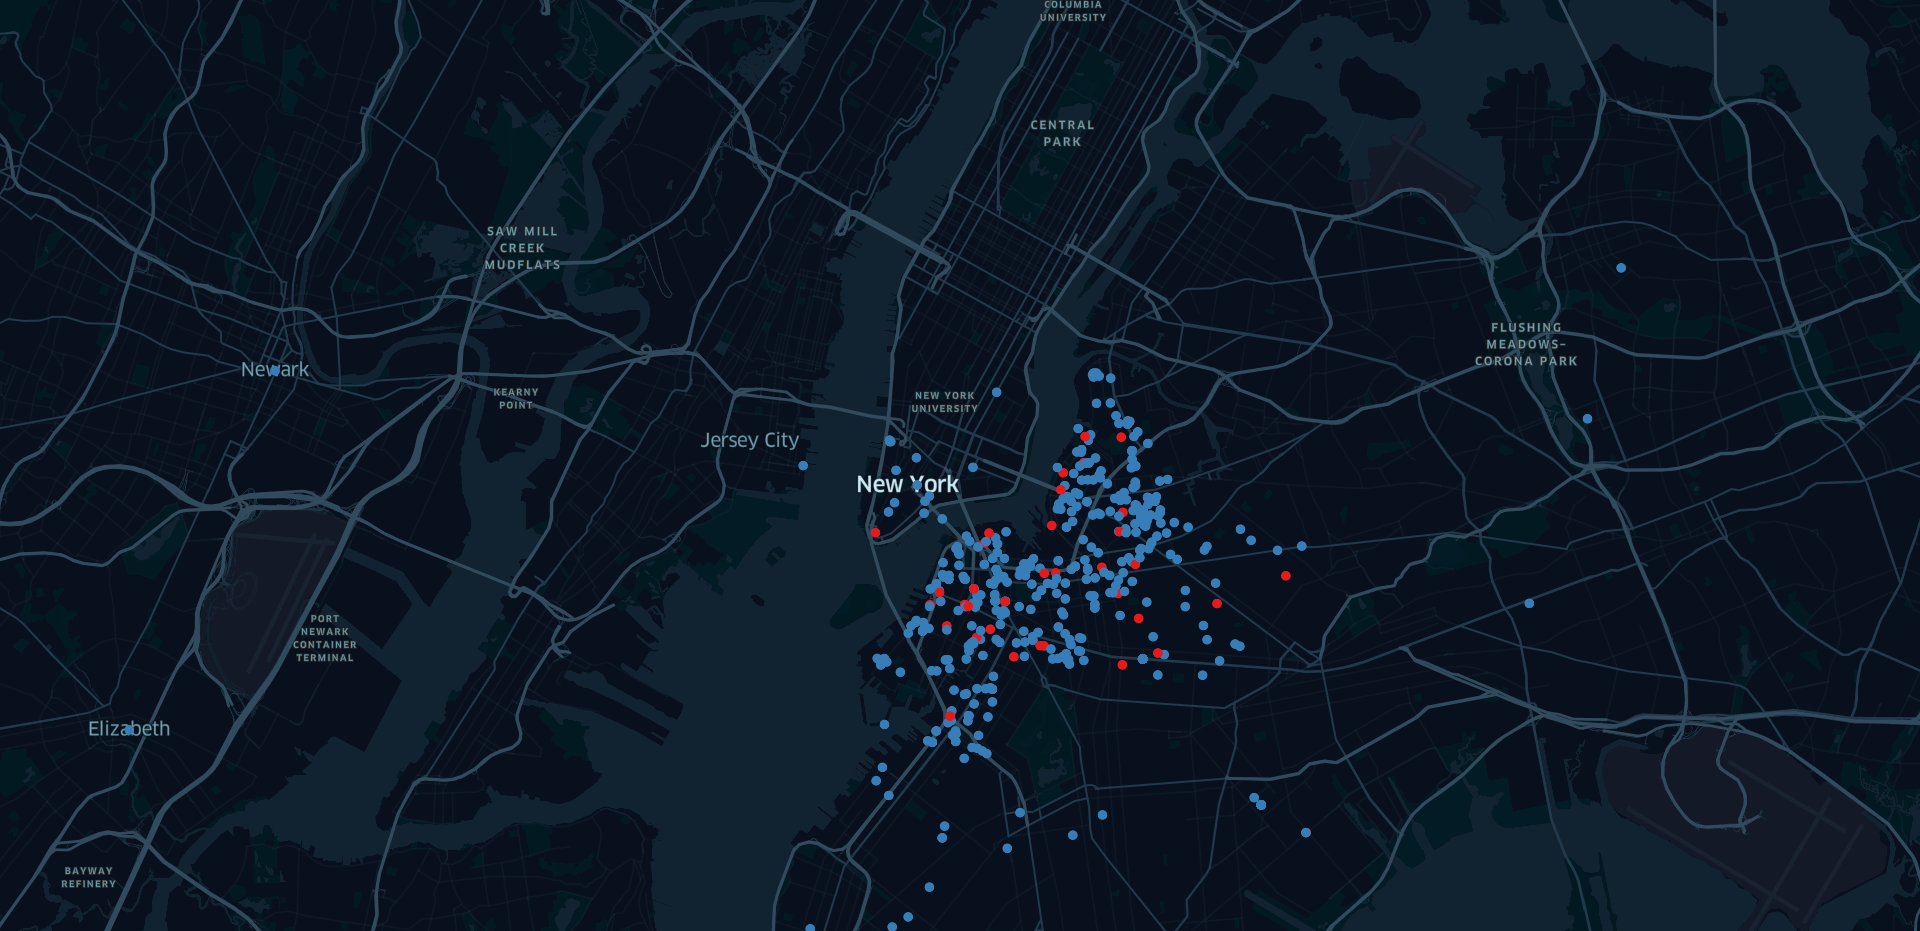 COLUMBIA
UNIVERSITY
CENTRAL
PARK
SAW MILL
CREEK
MUDFLATS
FLUSHING
MEADOWS-
CORONA PARK
Newark
KEARNY
POINT
NEW YORK
UNIVERSITY
Jersey City
New York
PORT
NEWARK
CONTAINER
TERMINAL
Elizabeth
BAYWAY
REFINERY